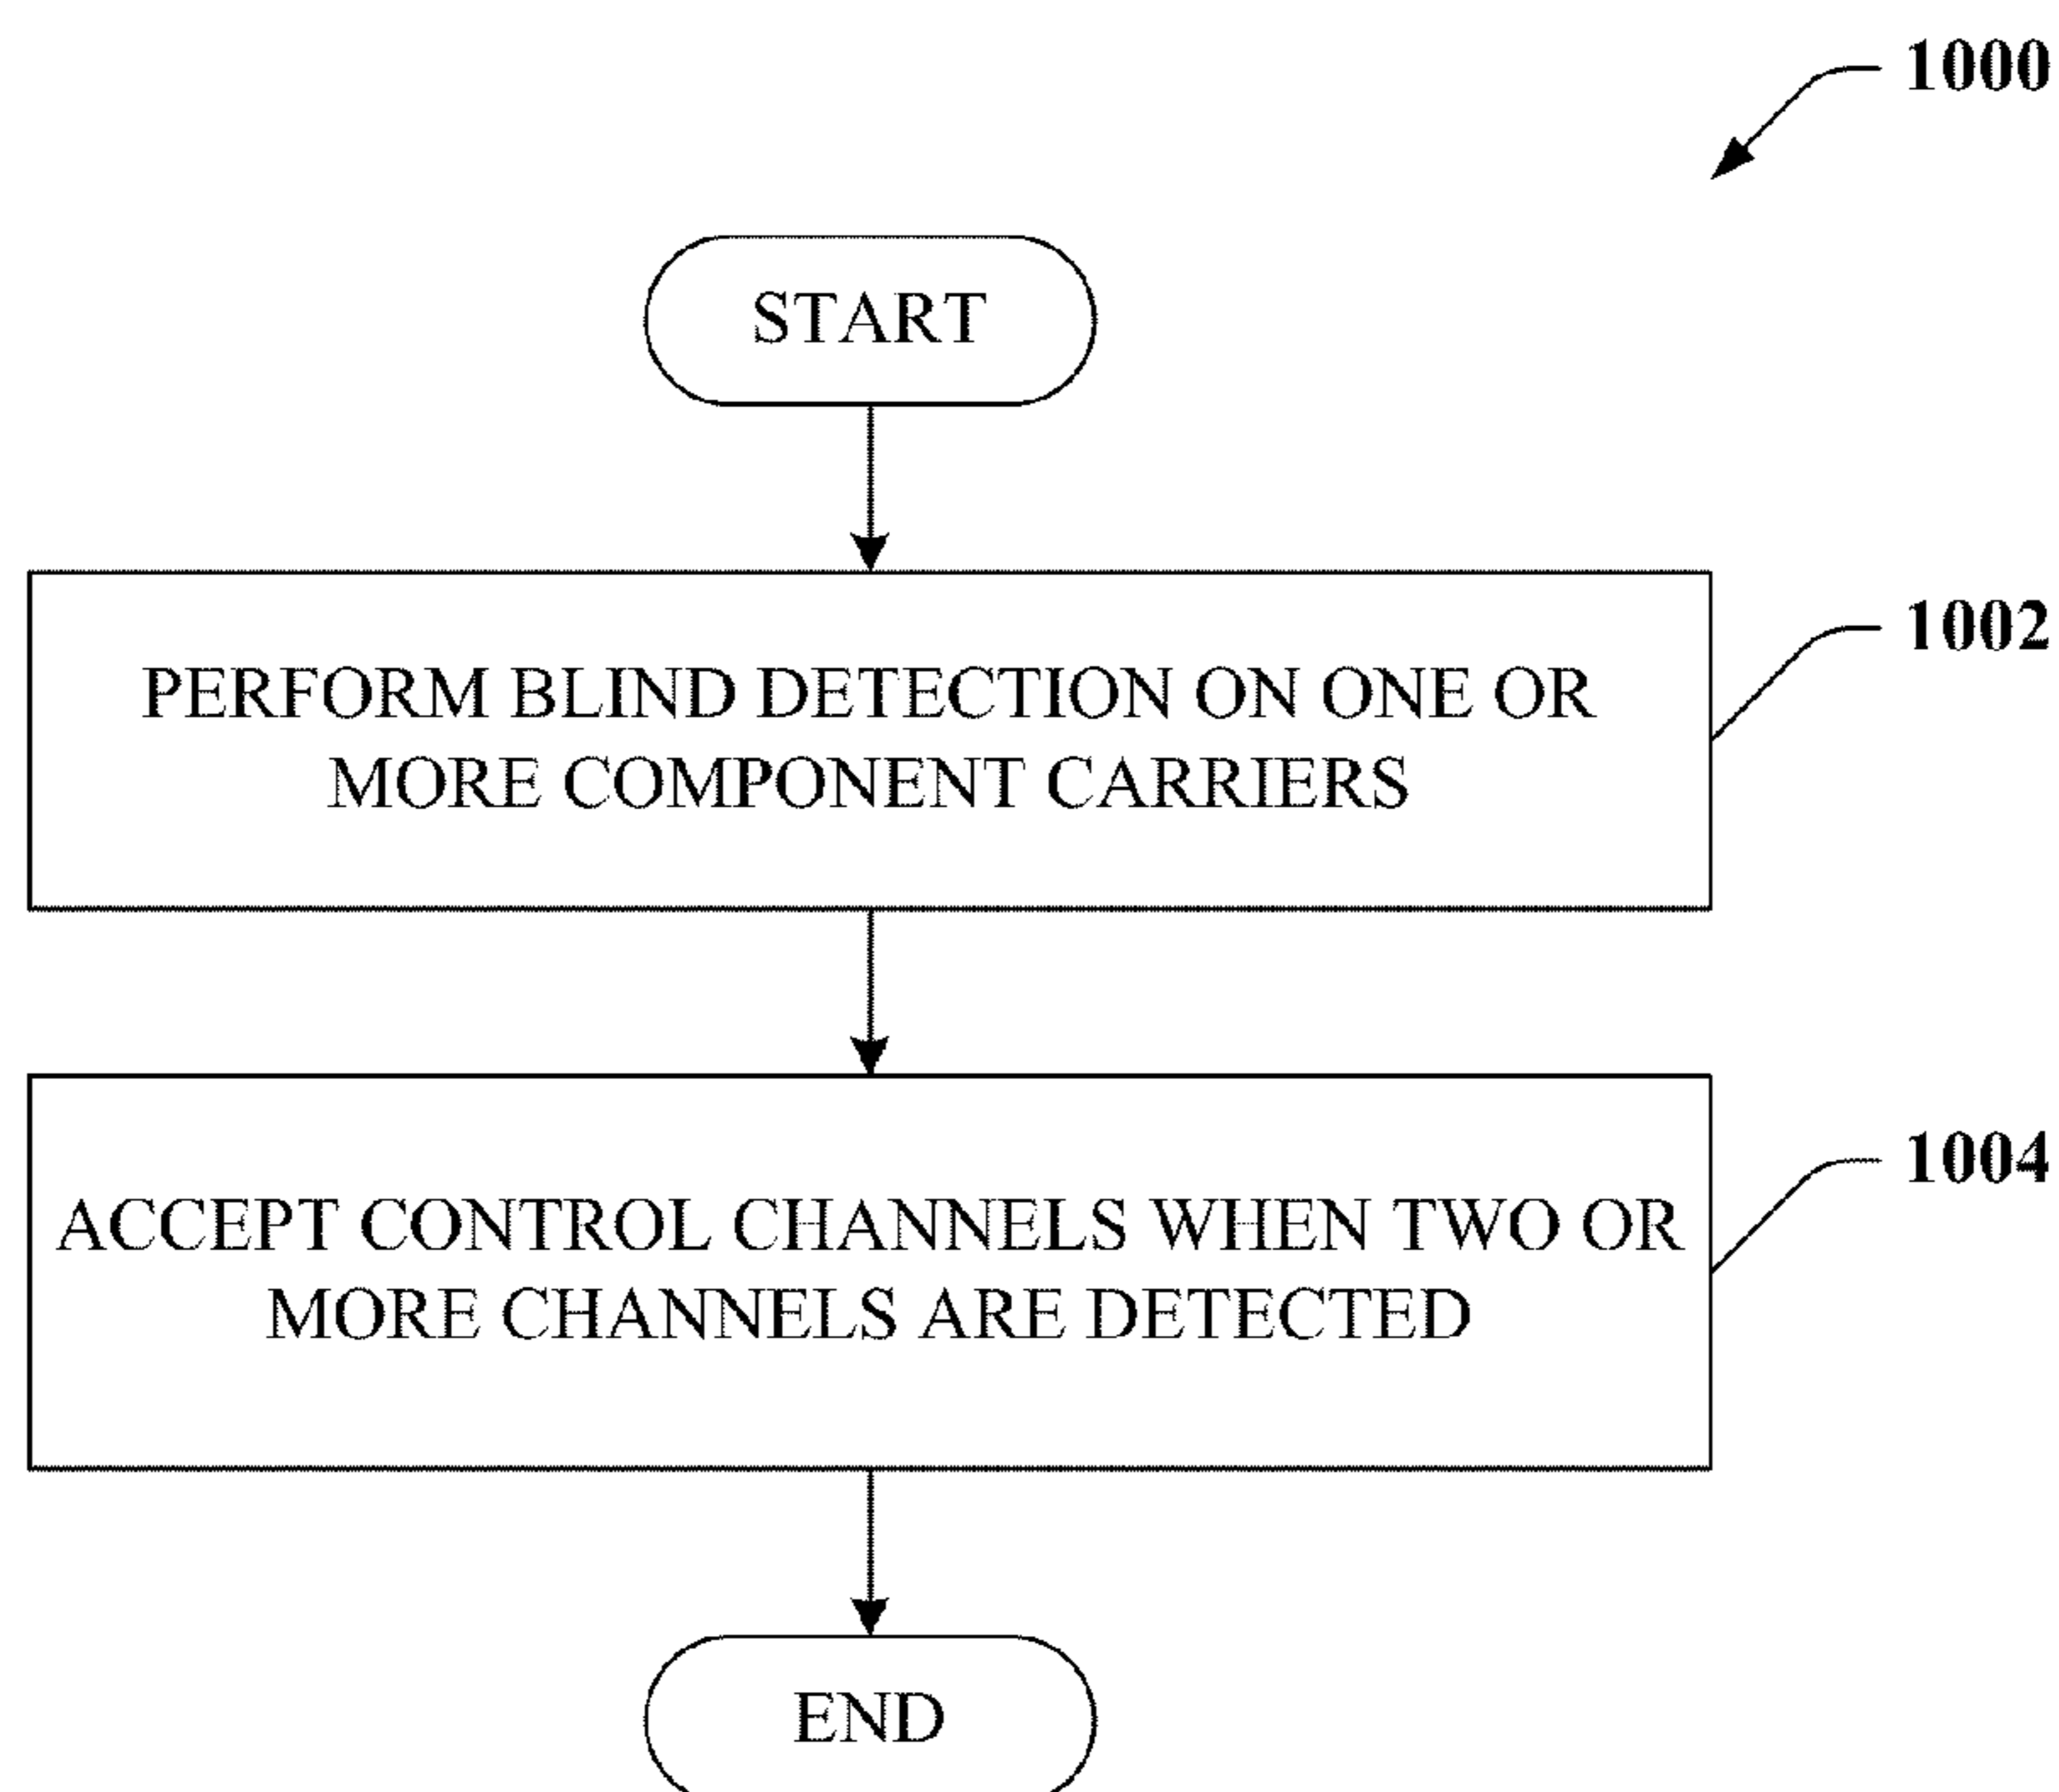 1000
START
PERFORM BLIND DETECTION ON ONE OR
MORE COMPONENT CARRIERS
1002
ACCEPT CONTROL CHANNELS WHEN TWO OR
MORE CHANNELS ARE DETECTED
1004
END